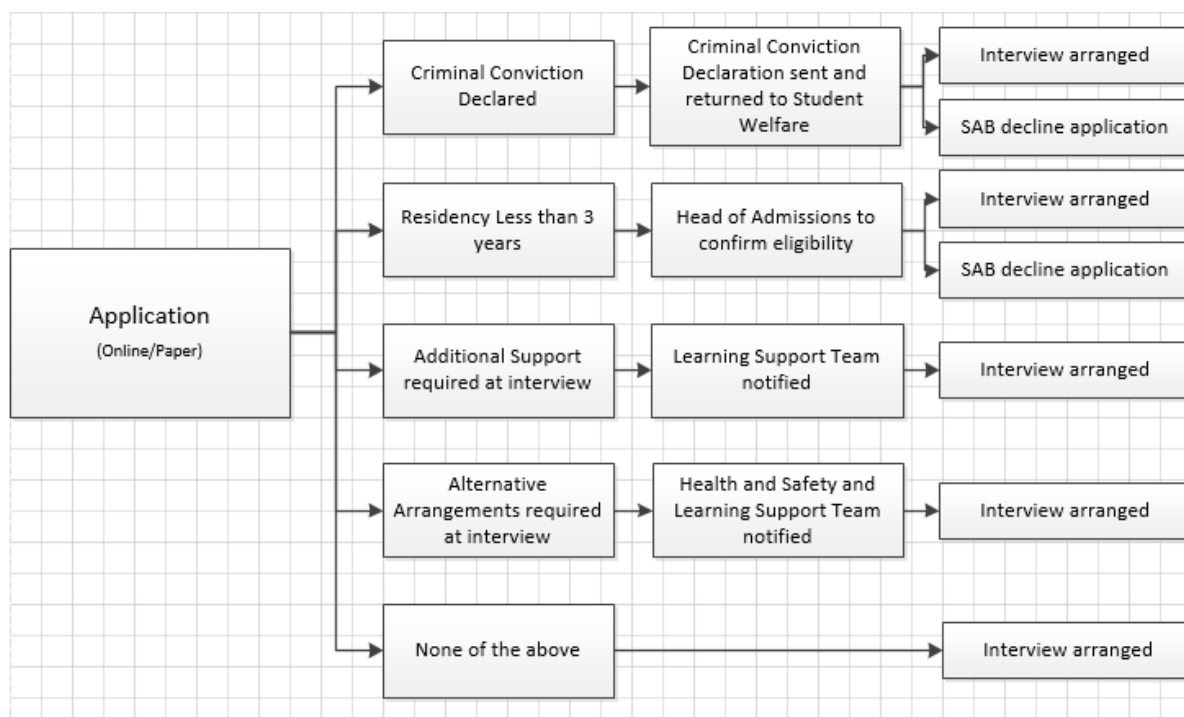 Application
(Online/Paper)
Criminal Conviction
Declared
Criminal Conviction
Declaration sent and
returned to Student
Welfare
Interview arranged
SAB decline application
Residency Less than 3
years
Head of Admissions to
confirm eligibility
Interview arranged
SAB decline application
Additional Support
required at interview
Learning Support Team
notified
Interview arranged
Alternative
Arrangements required
at interview
Health and Safety and
Learning Support Team
notified
Interview arranged
None of the above
Interview arranged